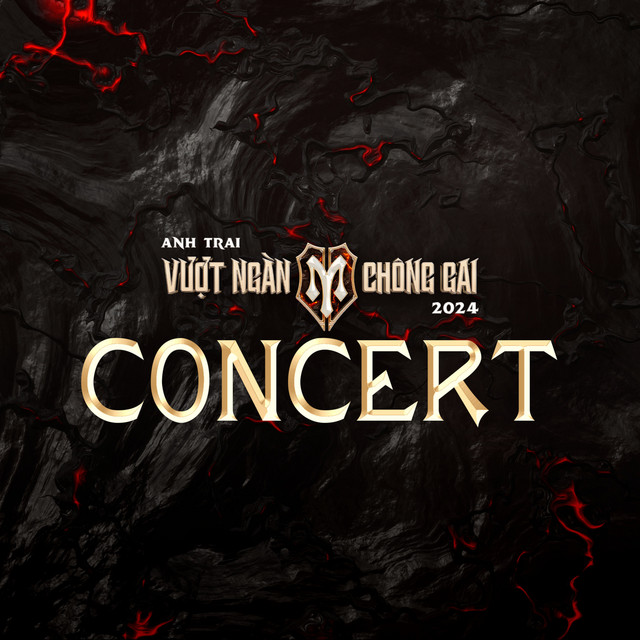 ANH TRAI
VƯỢT NGÀN M CHÔNG GAI
2024
CONCERT